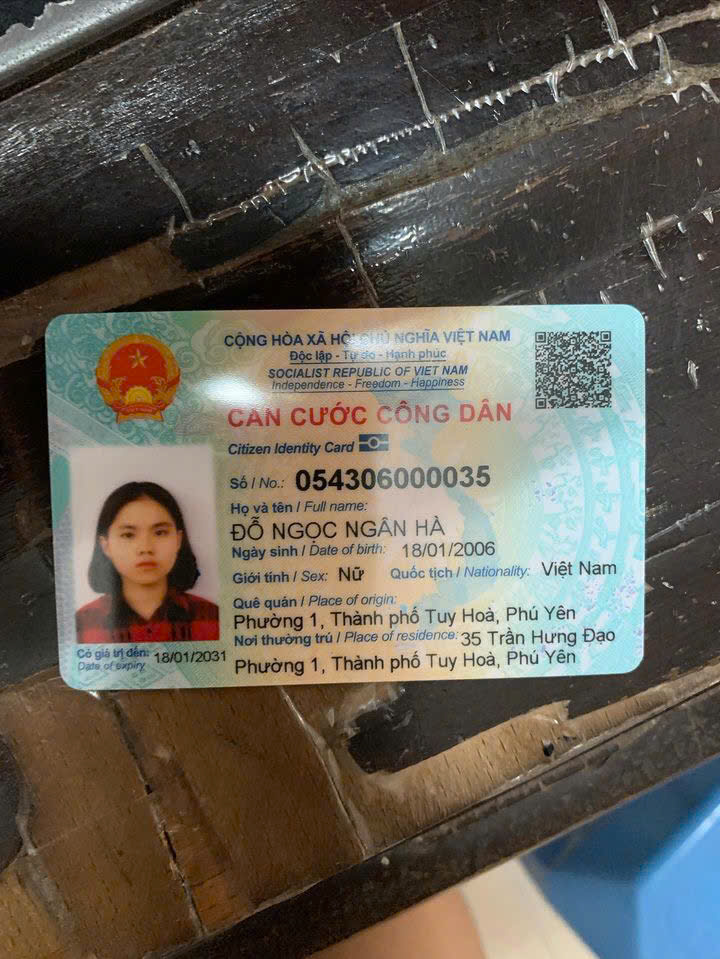 CỘNG HÒA XÃ HỘI CHỦ NGHĨA VIỆT NAM
Độc lập - Tự do - Hạnh phúc
SOCIALIST REPUBLIC OF VIET NAM
Independence - Freedom - Happiness
CĂN CƯỚC CÔNG DÂN
Citizen Identity Card
Số / No.: 054306000035
Họ và tên / Full name:
ĐỖ NGỌC NGÂN HÀ
Ngày sinh / Date of birth: 18/01/2006
Giới tính / Sex: Nữ Quốc tịch / Nationality: Việt Nam
Quê quán / Place of origin:
Phường 1, Thành phố Tuy Hoà, Phú Yên
Nơi thường trú / Place of residence: 35 Trần Hưng Đạo
Phường 1, Thành phố Tuy Hoà, Phú Yên
Có giá trị đến: 18/01/2031
Date of expiry